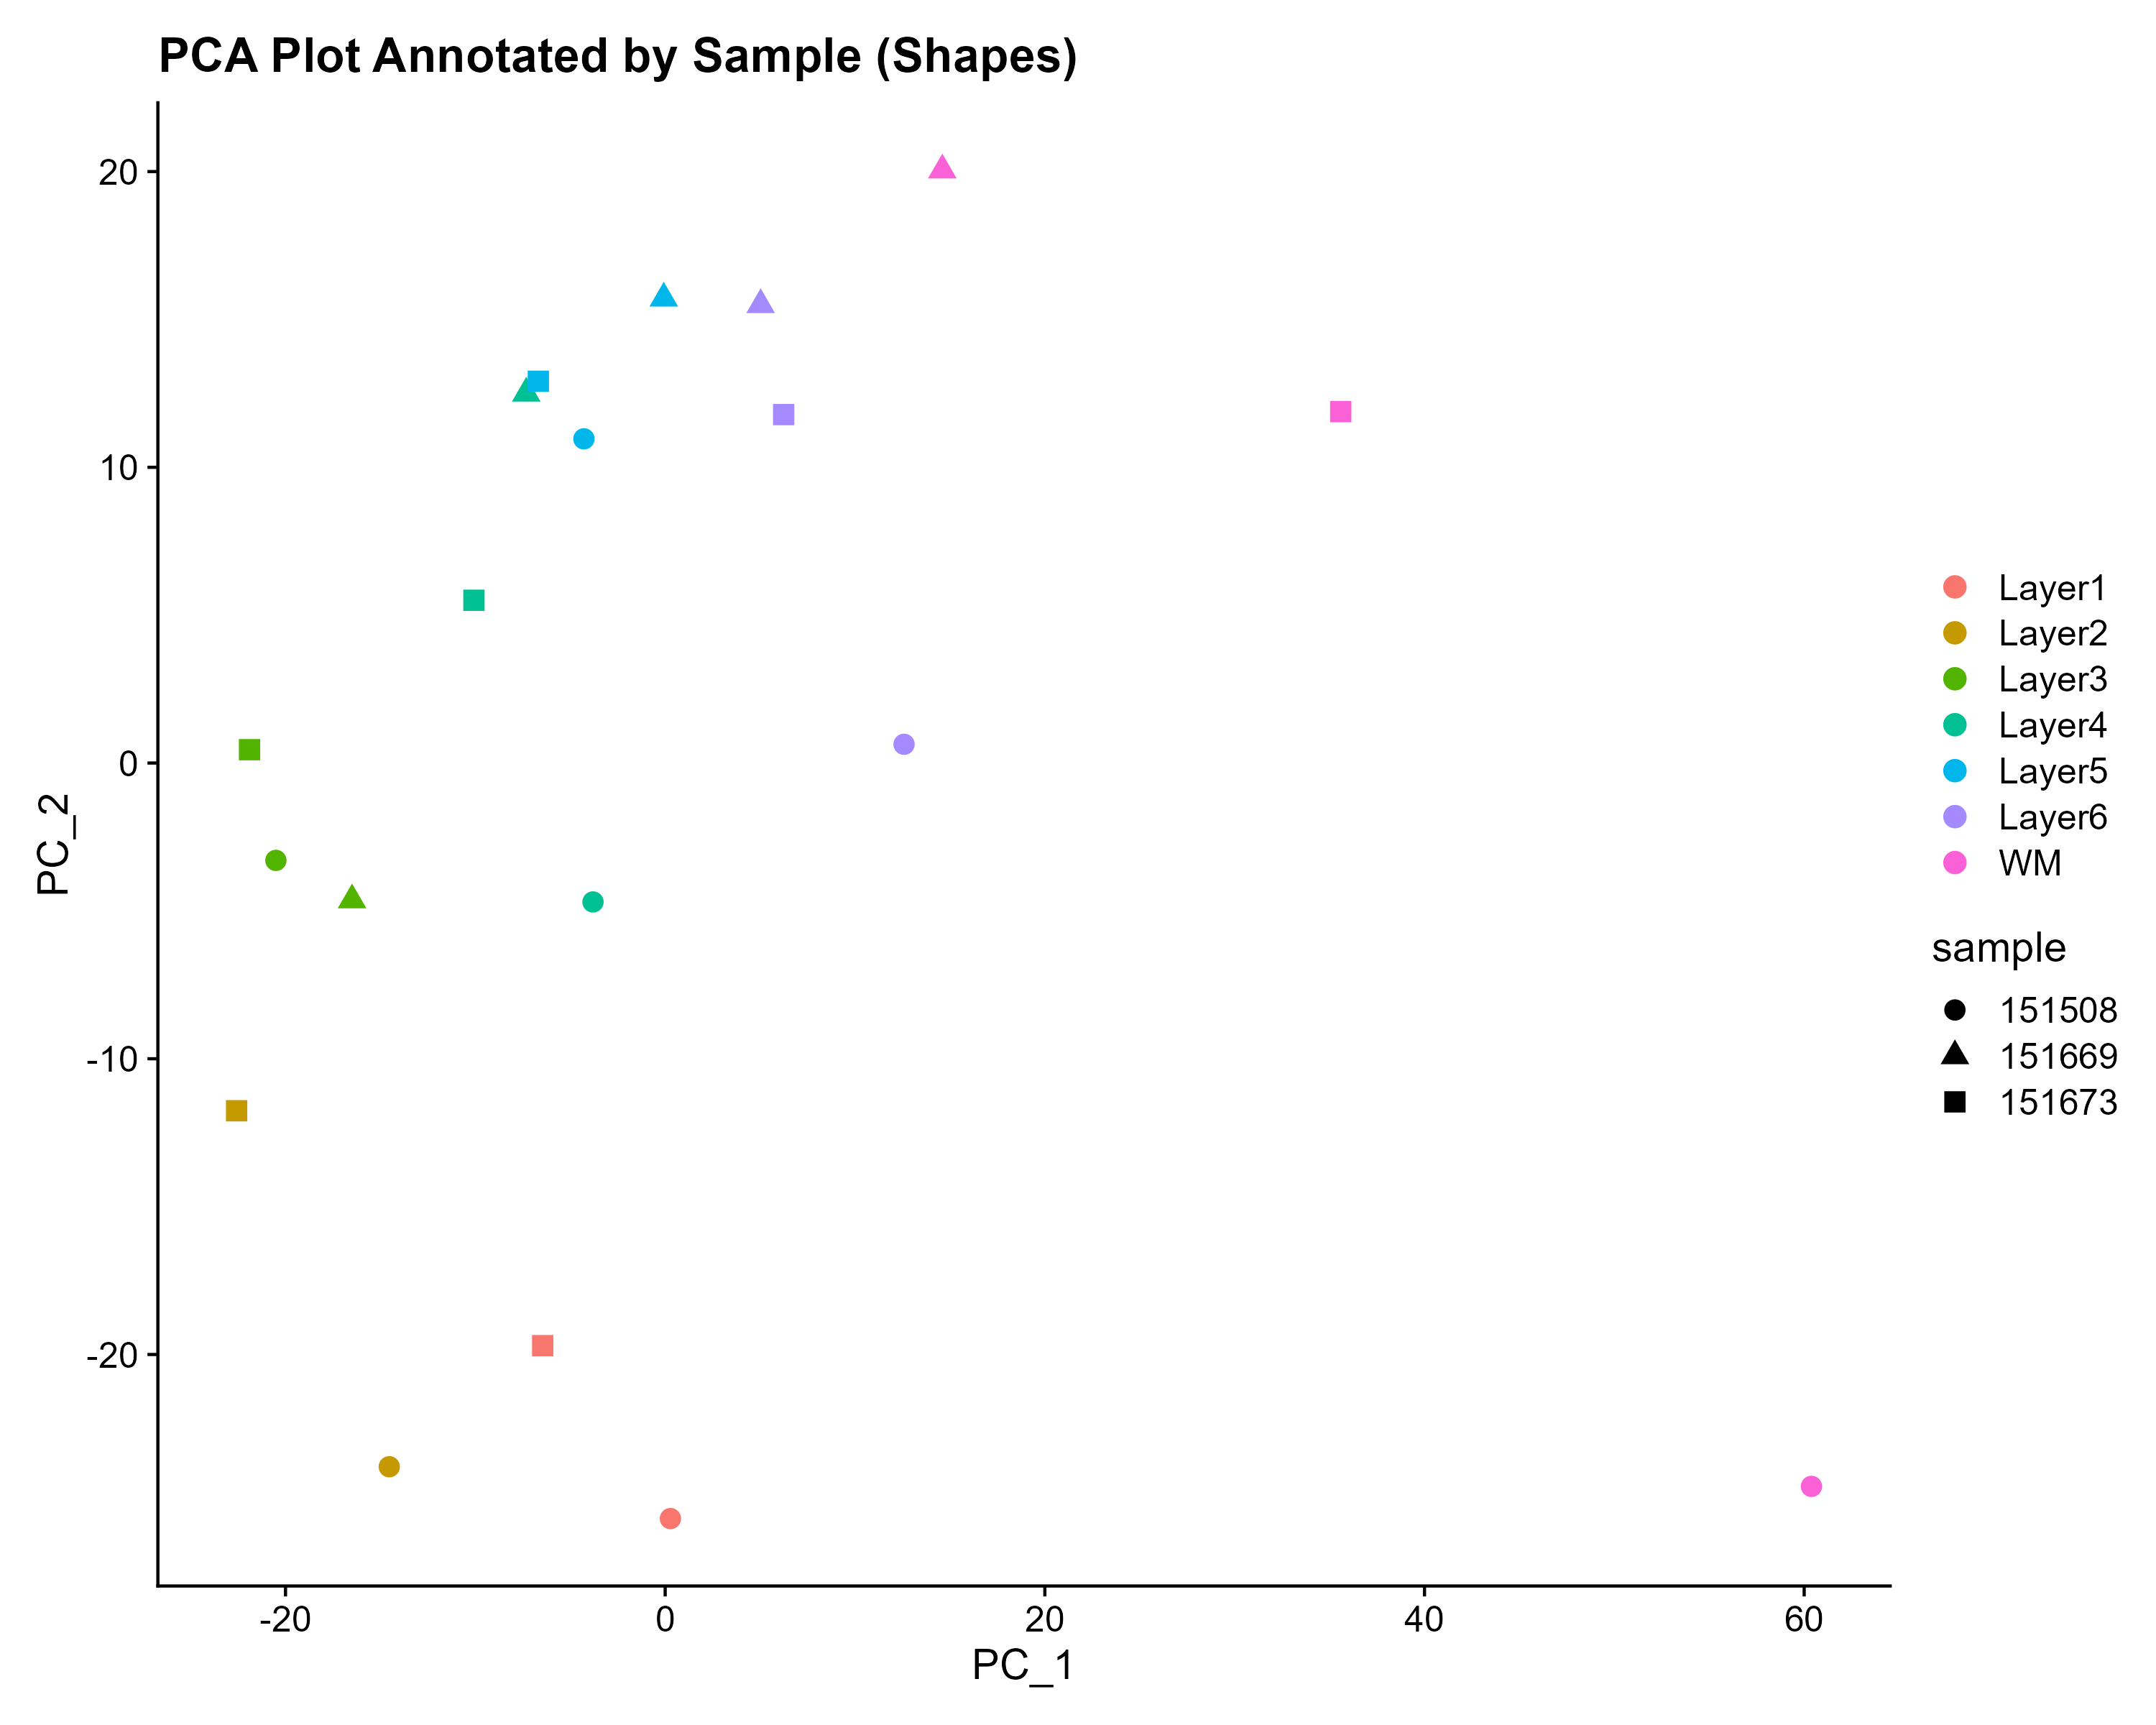 PCA Plot Annotated by Sample (Shapes)
20
10
0
-10
-20
PC_2
-20 0 20 40 60
PC_1
Layer1
Layer2
Layer3
Layer4
Layer5
Layer6
WM
sample
151508
151669
151673